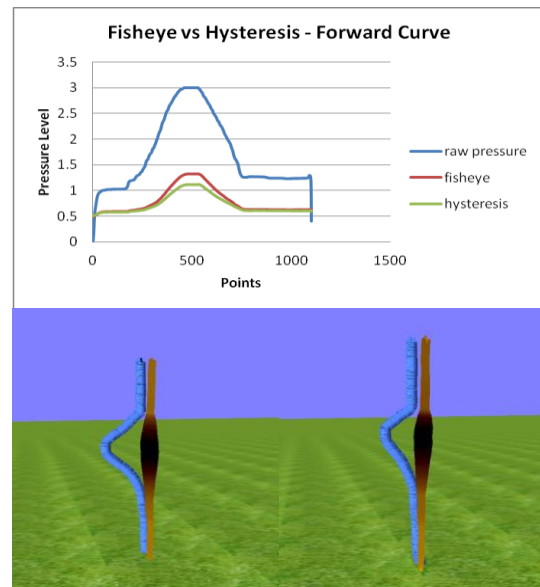 Fisheye vs Hysteresis - Forward Curve
3.5
3
2.5
2
1.5
1
0.5
0
Pressure Level
0 500 1000 1500
Points
raw pressure
fisheye
hysteresis